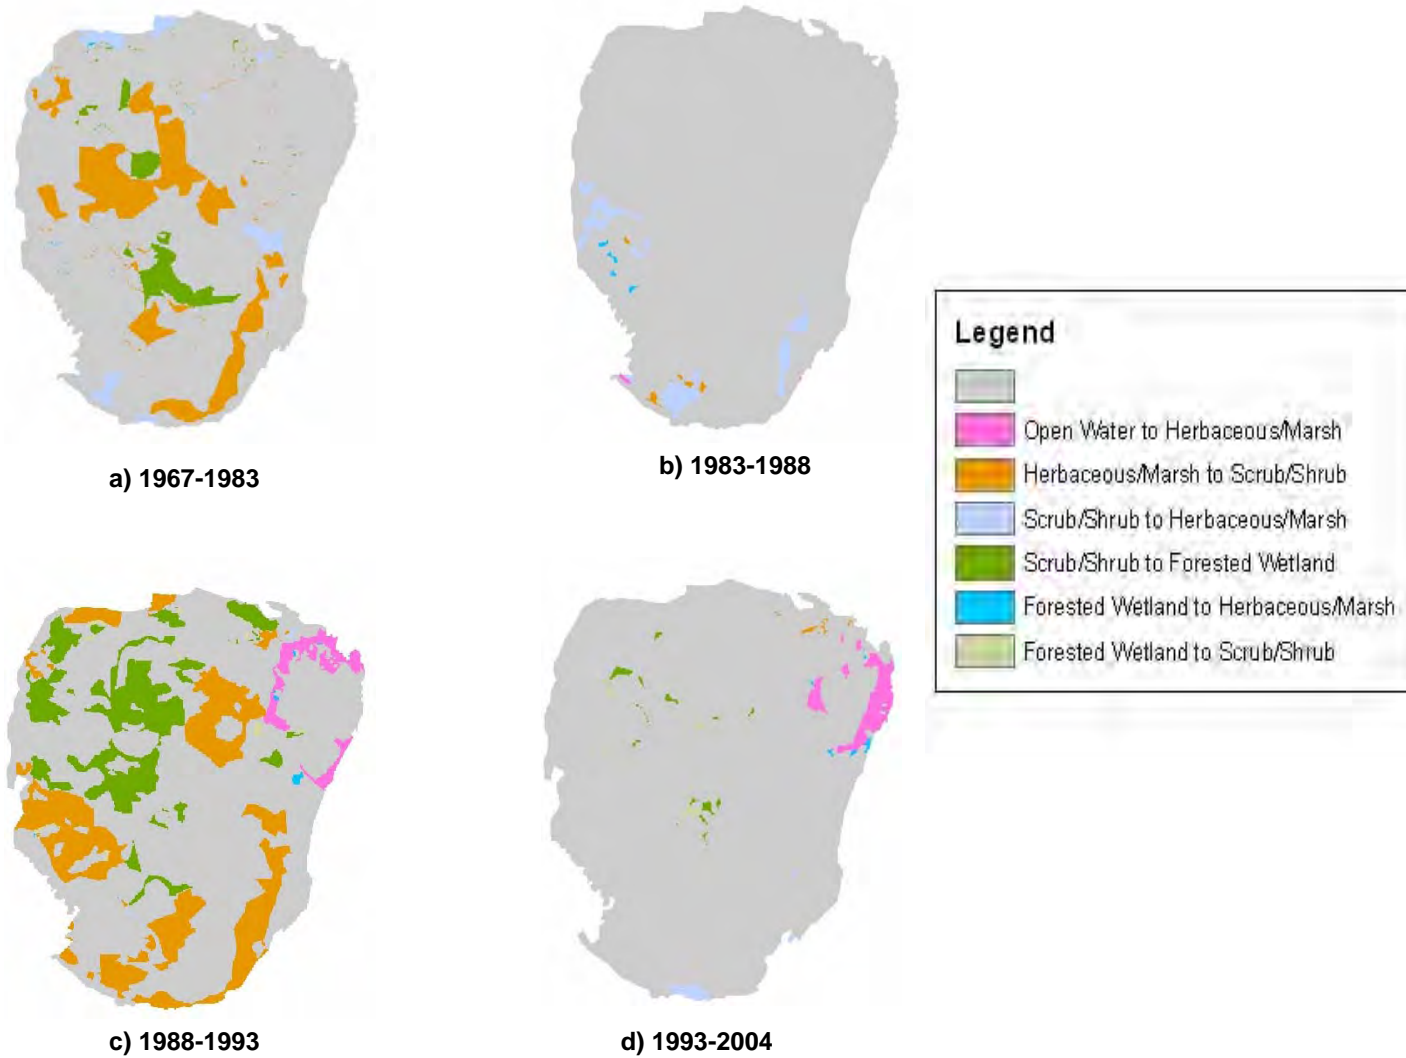 a) 1967-1983
b) 1983-1988
Legend
Open Water to Herbaceous/Marsh
Herbaceous/Marsh to Scrub/Shrub
Scrub/Shrub to Herbaceous/Marsh
Scrub/Shrub to Forested Wetland
Forested Wetland to Herbaceous/Marsh
Forested Wetland to Scrub/Shrub
c) 1988-1993
d) 1993-2004